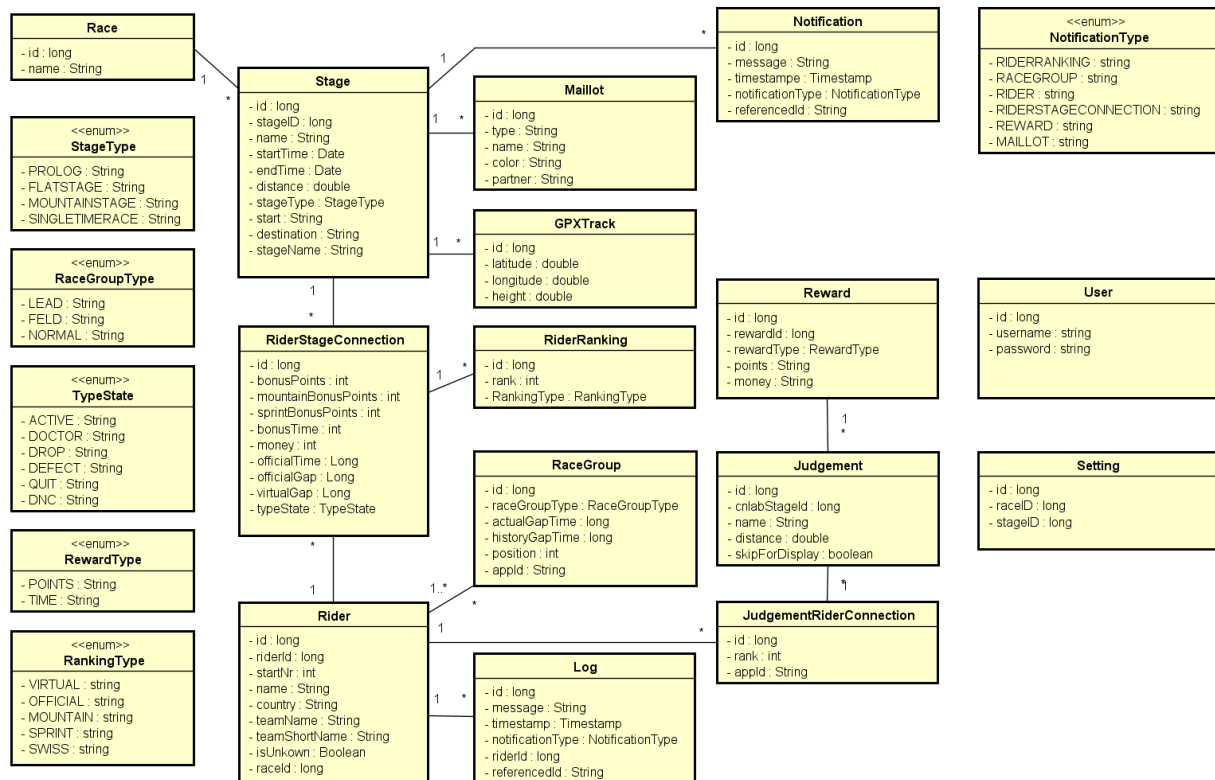 Race
- id : long
- name : String
1
*
<<enum>>
StageType
- PROLOG : String
- FLATSTAGE : String
- MOUNTAINSTAGE : String
- SINGLETIMERACE : String
<<enum>>
RaceGroupType
- LEAD : String
- FELD : String
- NORMAL : String
<<enum>>
TypeState
- ACTIVE : String
- DOCTOR : String
- DROP : String
- DEFECT : String
- QUIT : String
- DNC : String
<<enum>>
RewardType
- POINTS : String
- TIME : String
<<enum>>
RankingType
- VIRTUAL : string
- OFFICIAL : string
- MOUNTAIN : string
- SPRINT : string
- SWISS : string
Stage
- id : long
- stageID : long
- name : String
- startTime : Date
- endTime : Date
- distance : double
- stageType : StageType
- start : String
- destination : String
- stageName : String
1
*
1
*
1
*
1
*
RiderStageConnection
- id : long
- bonusPoints : int
- mountainBonusPoints : int
- sprintBonusPoints : int
- bonusTime : int
- money : int
- officialTime : Long
- officialGap : Long
- virtualGap : Long
- typeState : TypeState
1
*
*
1
Rider
- id : long
- riderId : long
- startNr : int
- name : String
- country : String
- teamName : String
- teamShortName : String
- isUnkown : Boolean
- raceId : long
1..*
*
1
*
1
*
Maillot
- id : long
- type : String
- name : String
- color : String
- partner : String
GPXTrack
- id : long
- latitude : double
- longitude : double
- height : double
RiderRanking
- id : long
- rank : int
- RankingType : RankingType
RaceGroup
- id : long
- raceGroupType : RaceGroupType
- actualGapTime : long
- historyGapTime : long
- position : int
- appId : String
Log
- id : long
- message : String
- timestamp : Timestamp
- notificationType : NotificationType
- riderId : long
- referencedId : String
Notification
- id : long
- message : String
- timestampe : Timestamp
- notificationType : NotificationType
- referencedId : String
Reward
- id : long
- rewardId : long
- rewardType : RewardType
- points : String
- money : String
1
*
Judgement
- id : long
- cnlabStageId : long
- name : String
- distance : double
- skipForDisplay : boolean
*
1
JudgementRiderConnection
- id : long
- rank : int
- appId : String
<<enum>>
NotificationType
- RIDERRANKING : string
- RACEGROUP : string
- RIDER : string
- RIDERSTAGECONNECTION : string
- REWARD : string
- MAILLOT : string
User
- id : long
- username : string
- password : string
Setting
- id : long
- raceID : long
- stageID : long